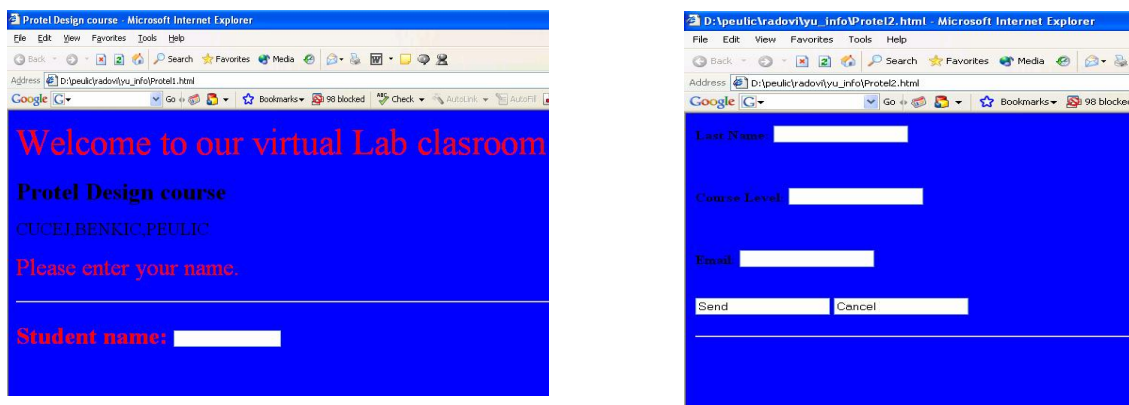 Protel Design course - Microsoft Internet Explorer
File Edit View Favorites Tools Help
Back Search Favorites Media
Address D:\peulic\radovi\yu_info\Protel1.html
Google G Go Bookmarks 98 blocked Check AutoLink AutoFill
Welcome to our virtual Lab clasroom
Protel Design course
CUCEJ,BENKIC,PEULIC
Please enter your name.
Student name:
D:\peulic\radovi\yu_info\Protel2.html - Microsoft Internet Explorer
File Edit View Favorites Tools Help
Back Search Favorites Media
Address D:\peulic\radovi\yu_info\Protel2.html
Google G Go Bookmarks 98 blocked
Last Name:
Course Level:
Email:
Send Cancel